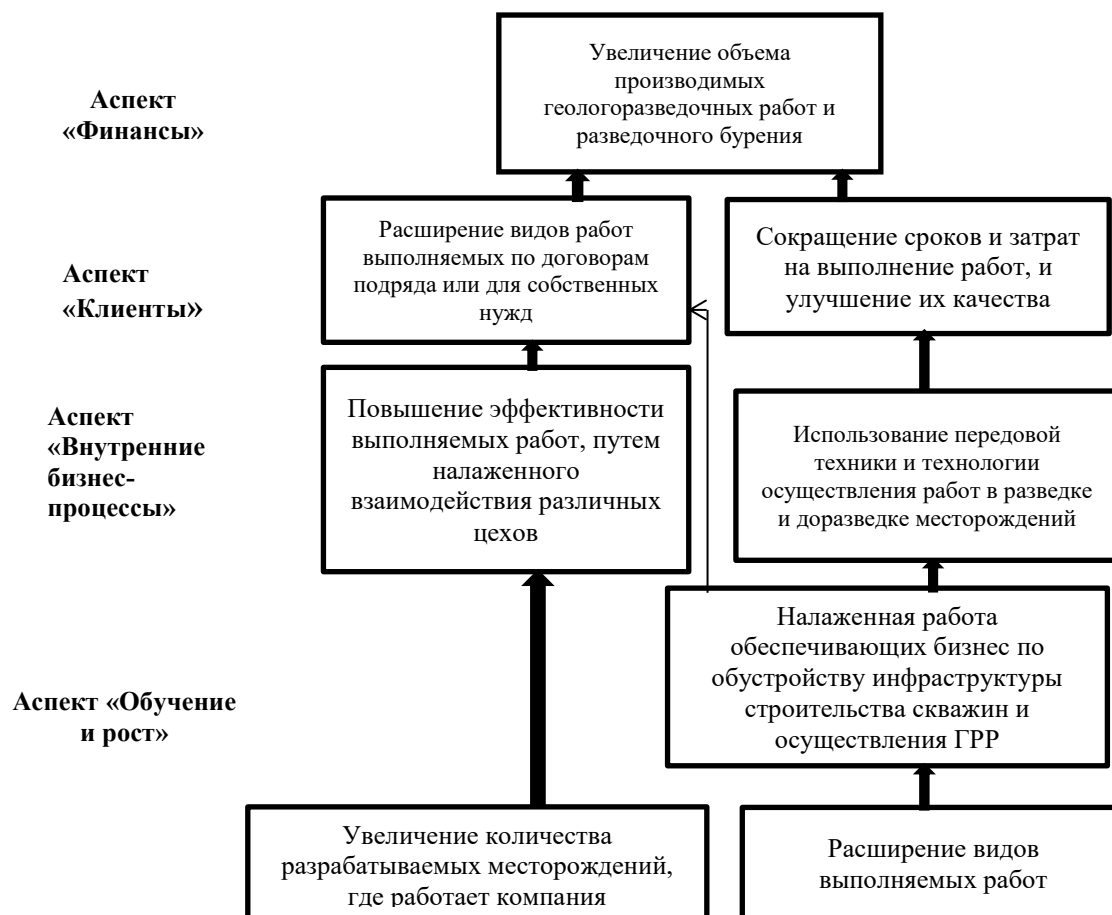 Увеличение объема
производимых
геологоразведочных работ и
разведочного бурения
Аспект
«Финансы»
Расширение видов работ
выполняемых по договорам
подряда или для собственных
нужд
Сокращение сроков и затрат
на выполнение работ, и
улучшение их качества
Аспект
«Клиенты»
Повышение эффективности
выполняемых работ, путем
налаженного
взаимодействия различных
цехов
Использование передовой
техники и технологии
осуществления работ в разведке
и доразведке месторождений
Аспект
«Внутренние
бизнес-
процессы»
Налаженная работа
обеспечивающих бизнес по
обустройству инфраструктуры
строительства скважин и
осуществления ГРР
Аспект «Обучение
и рост»
Увеличение количества
разрабатываемых месторождений,
где работает компания
Расширение видов
выполняемых работ